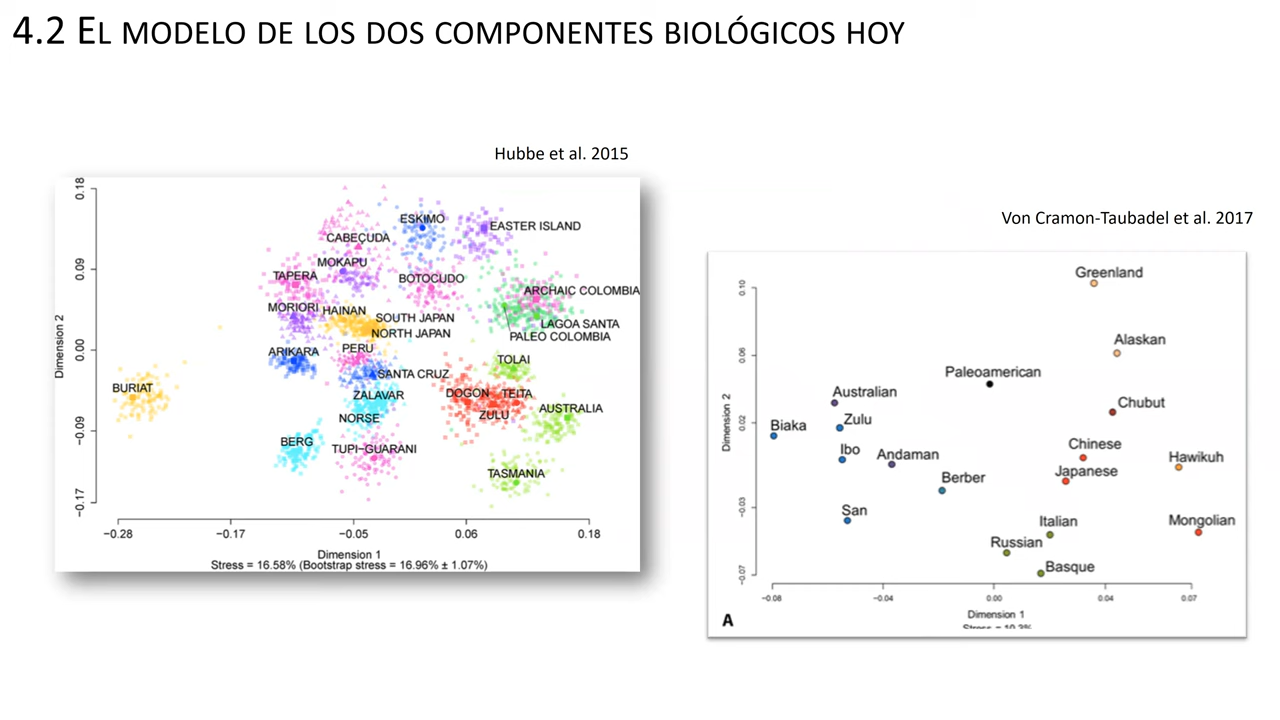 4.2 EL MODELO DE LOS DOS COMPONENTES BIOLÓGICOS HOY
Hubbe et al. 2015
Dimension 2
0.18
0.09
0.00
−0.09
−0.17
ESKIMO
EASTER ISLAND
CABEÇUDA
MOKAPU
TAPERA
BOTOCUDO
ARCHAIC COLOMBIA
MORIORI
HAINAN
SOUTH JAPAN
LAGOA SANTA
NORTH JAPAN
PALEO COLOMBIA
ARIKARA
PERU
TOLAI
SANTA CRUZ
BURIAT
ZALAVAR
DOGON
TEITA
NORSE
ZULU
AUSTRALIA
BERG
TUPI−GUARANI
TASMANIA
−0.28
−0.17
−0.05
0.06
0.18
Dimension 1
Stress = 16.58% (Bootstrap stress = 16.96% ± 1.07%)
Von Cramon-Taubadel et al. 2017
Dimension 2
0.10
0.06
0.02
−0.03
−0.07
Greenland
Alaskan
Paleoamerican
Australian
Chubut
Zulu
Biaka
Ibo
Andaman
Chinese
Hawikuh
Japanese
Berber
San
Italian
Mongolian
Russian
Basque
−0.08
−0.04
0.00
0.04
0.07
Dimension 1
Stress = 10.3%
A